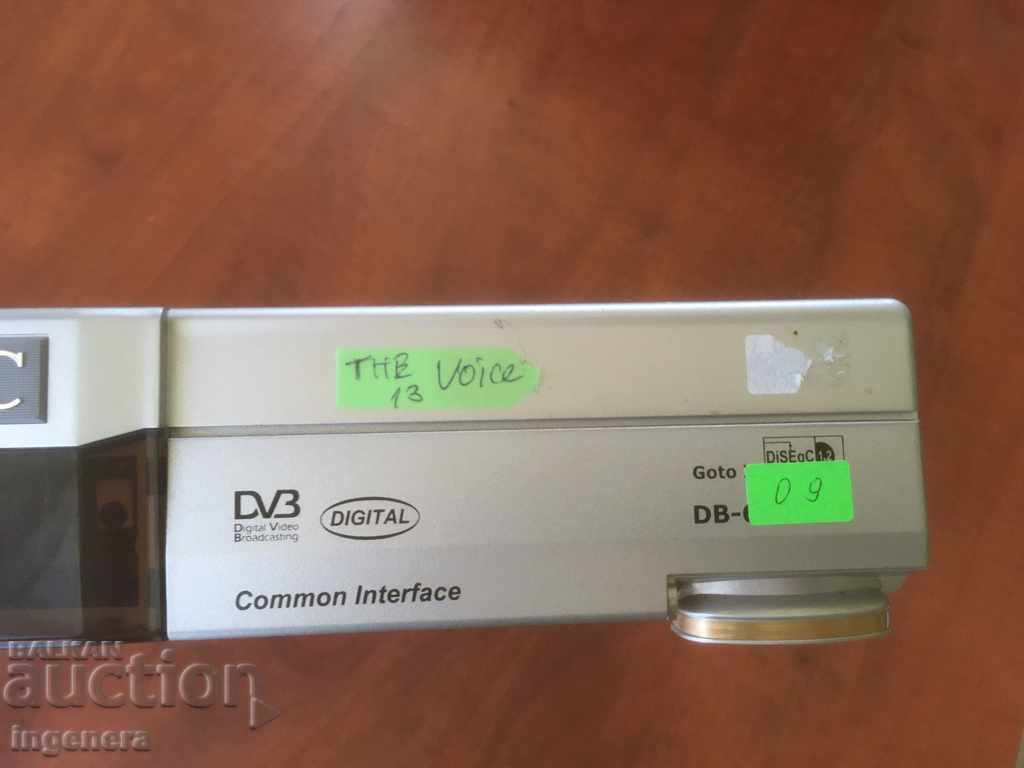 C
THE Voice
13
DiSEqC 1.2
Goto
09
DB-
DVB
Digital Video
Broadcasting
DIGITAL
Common Interface
BALKAN
auction
ingenera